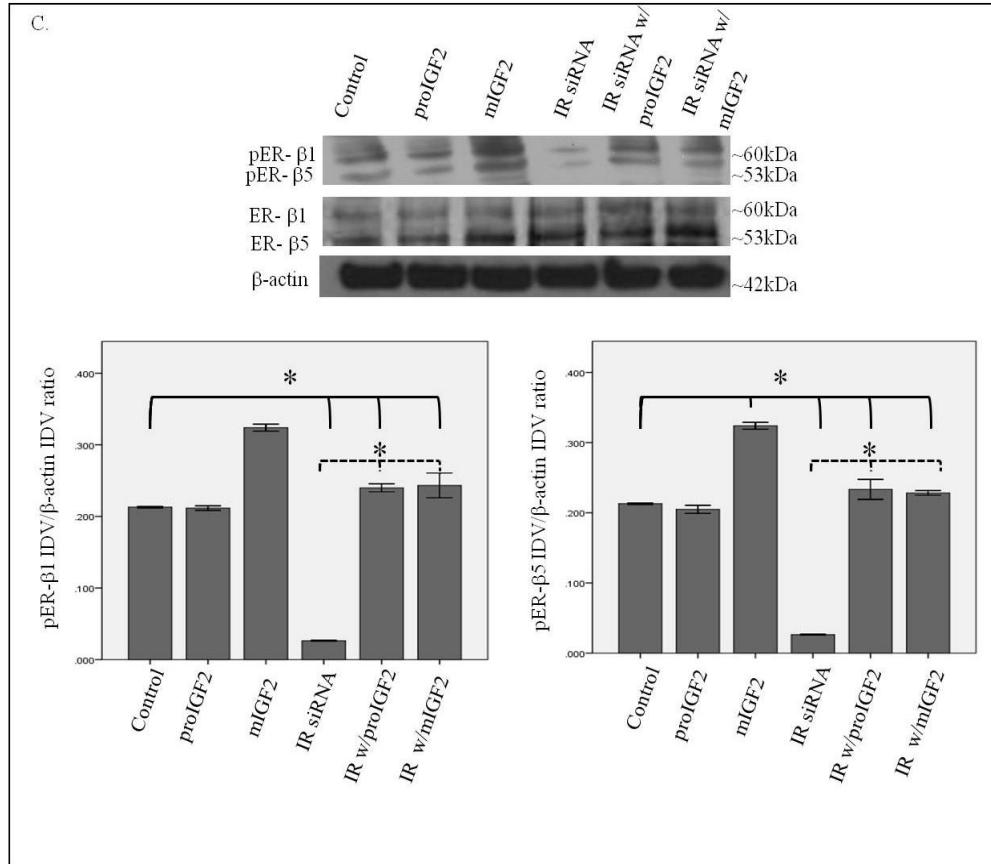 C.
Control
proIGF2
mIGF2
IR siRNA
IR siRNA w/
proIGF2
IR siRNA w/
mIGF2
pER- β1
pER- β5
~60kDa
~53kDa
ER- β1
ER- β5
~60kDa
~53kDa
β-actin
~42kDa
pER-β1 IDV/β-actin IDV ratio
.400
.300
.200
.100
.000
*
*
Control
proIGF2
mIGF2
IR siRNA
IR w/proIGF2
IR w/mIGF2
pER-β5 IDV/β-actin IDV ratio
.400
.300
.200
.100
.000
*
*
Control
proIGF2
mIGF2
IR siRNA
IR w/proIGF2
IR w/mIGF2